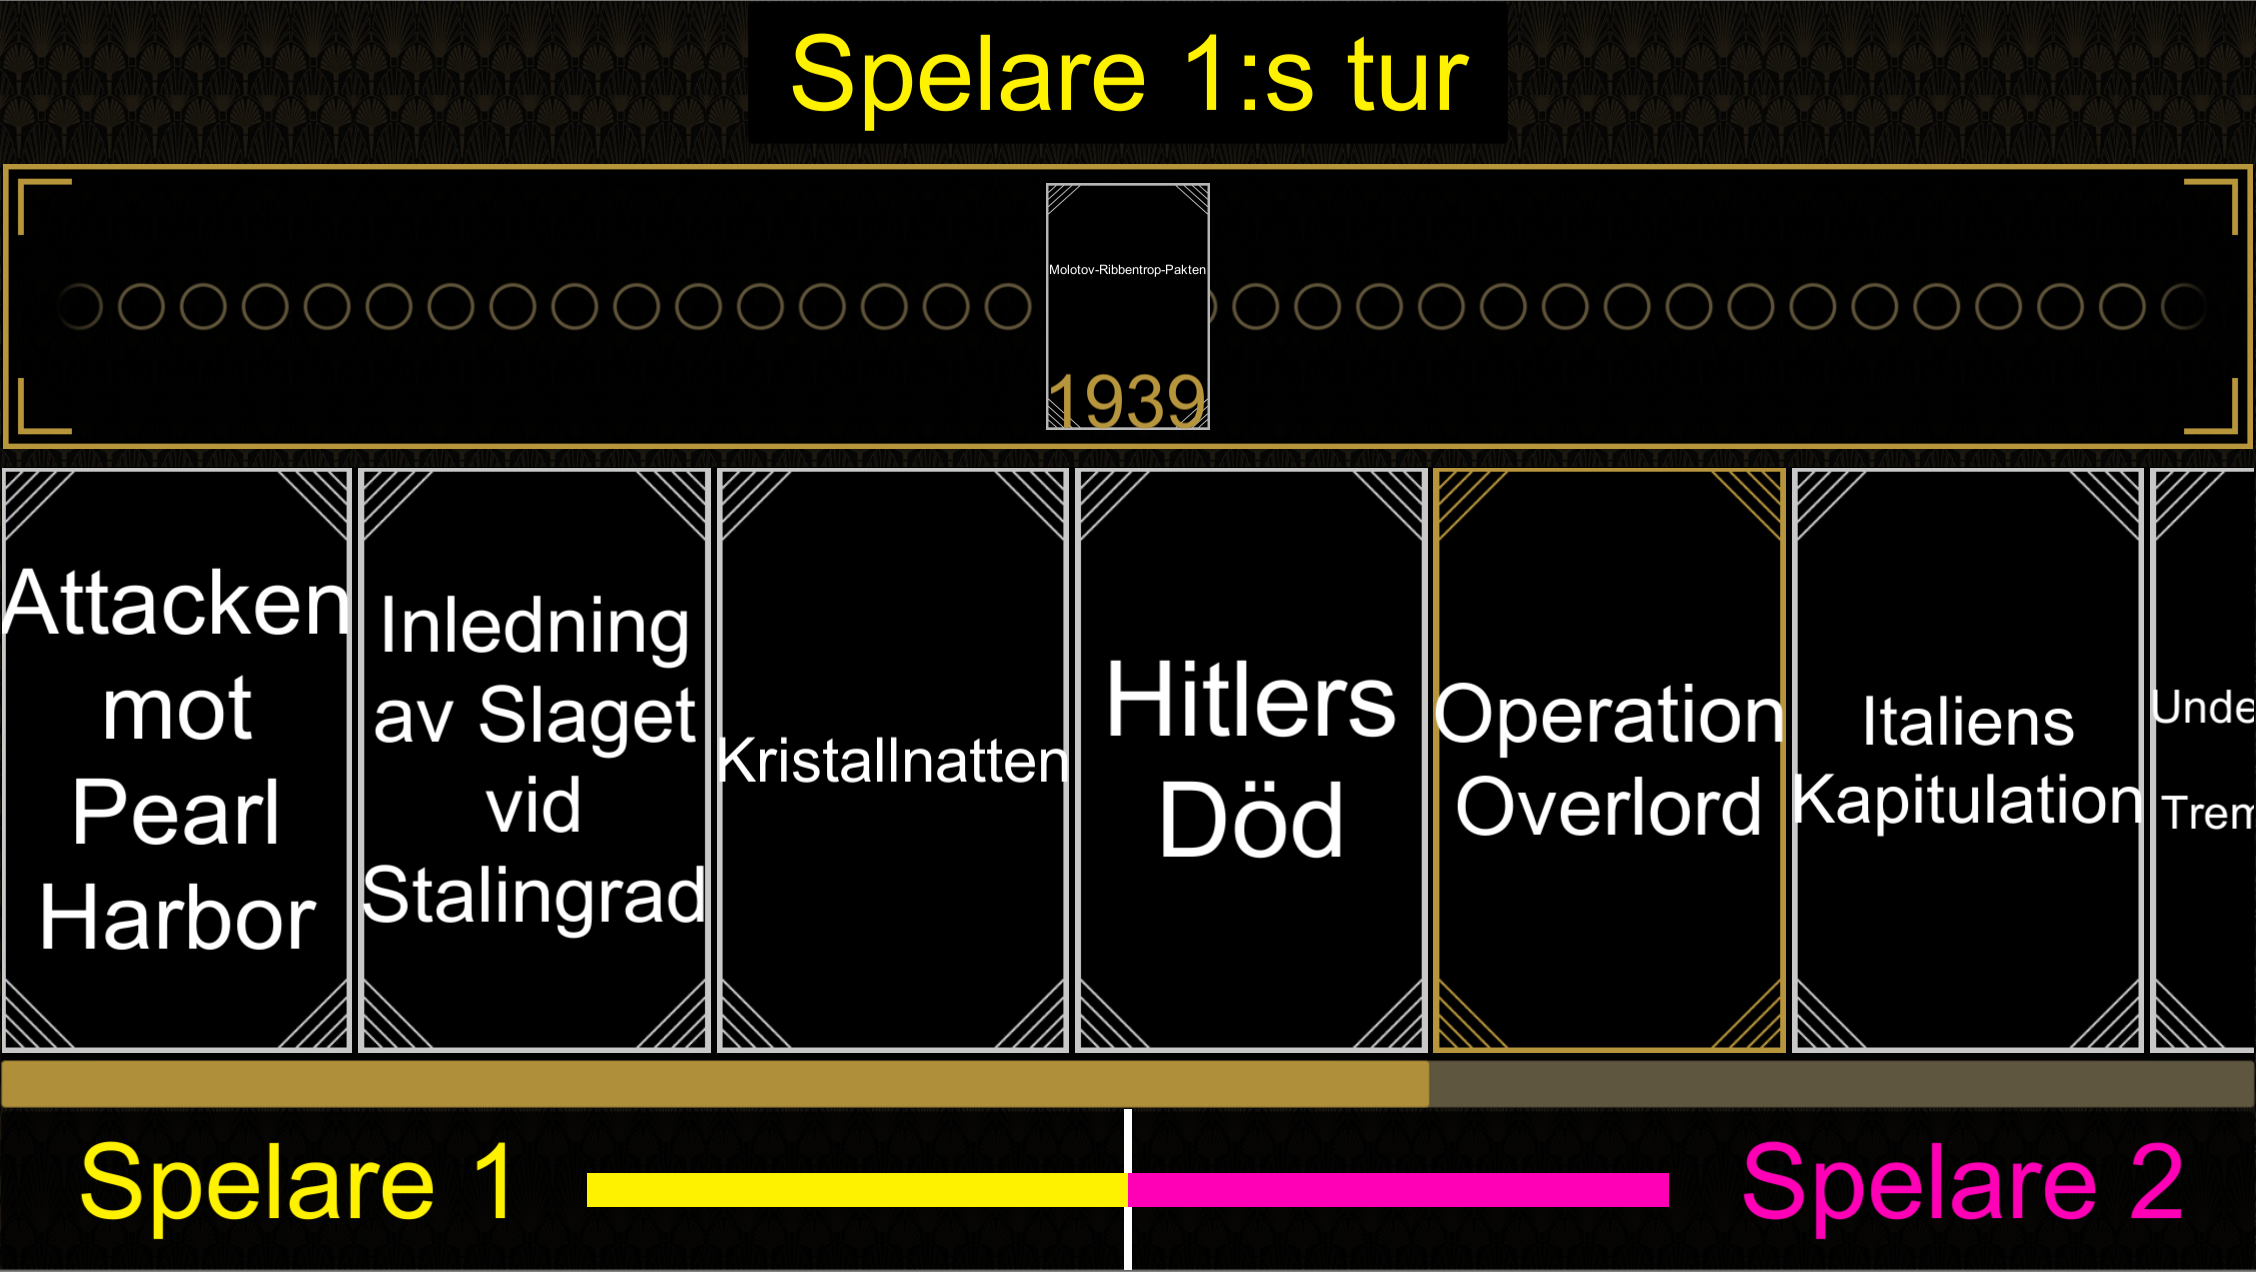 Spelare 1:s tur
Molotov-Ribbentrop-Pakten
1939
Attacken
mot
Pearl
Harbor
Inledning
av Slaget
vid
Stalingrad
Kristallnatten
Hitlers
Död
Operation
Overlord
Italiens
Kapitulation
Spelare 1
Spelare 2